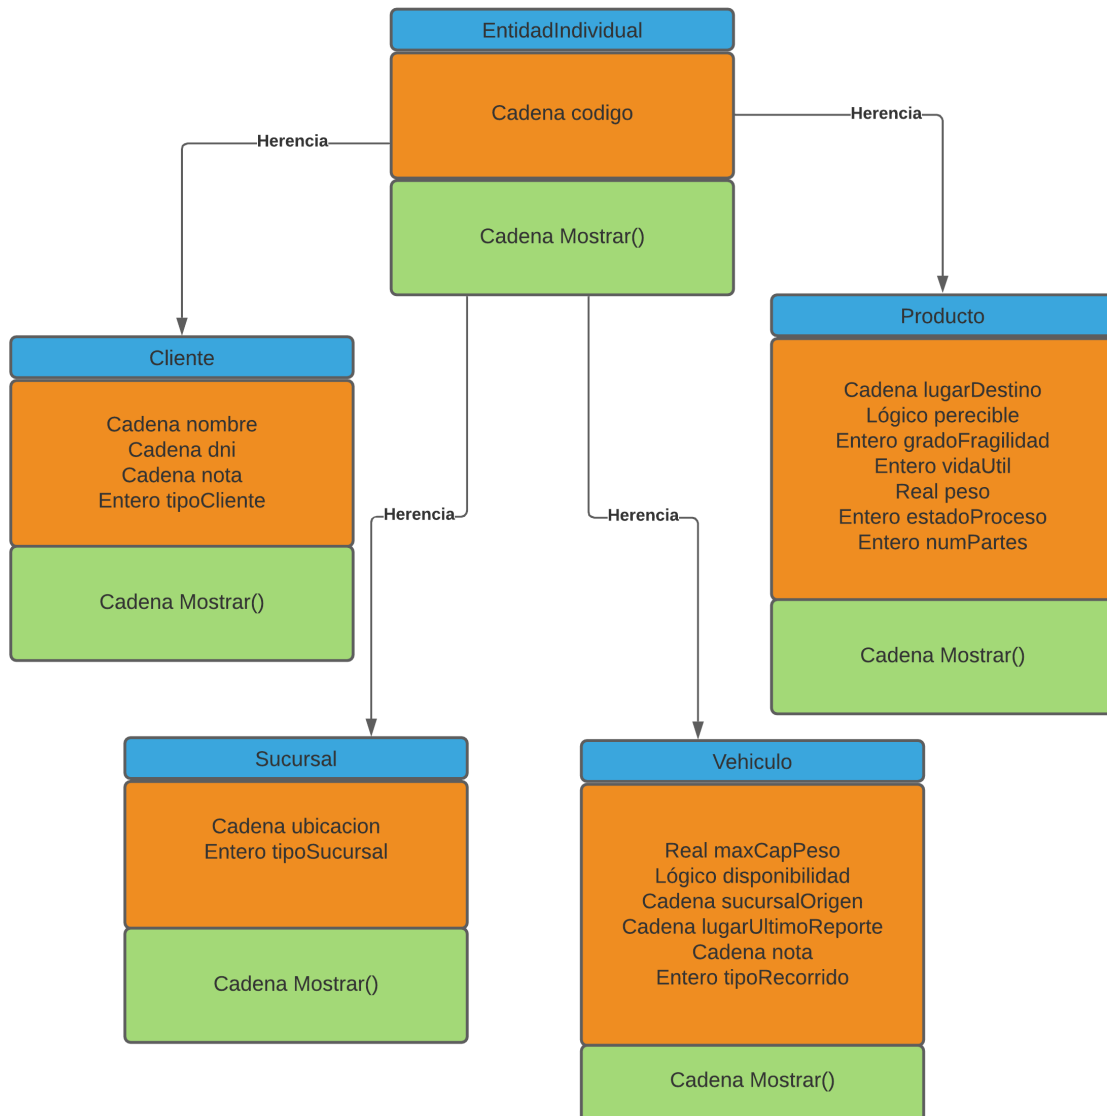 EntidadIndividual
Cadena codigo
Cadena Mostrar()
Herencia
Herencia
Cliente
Cadena nombre
Cadena dni
Cadena nota
Entero tipoCliente
Cadena Mostrar()
Producto
Cadena lugarDestino
Lógico perecible
Entero gradoFragilidad
Entero vidaUtil
Real peso
Entero estadoProceso
Entero numPartes
Cadena Mostrar()
Herencia
Herencia
Sucursal
Cadena ubicacion
Entero tipoSucursal
Cadena Mostrar()
Vehiculo
Real maxCapPeso
Lógico disponibilidad
Cadena sucursalOrigen
Cadena lugarUltimoReporte
Cadena nota
Entero tipoRecorrido
Cadena Mostrar()